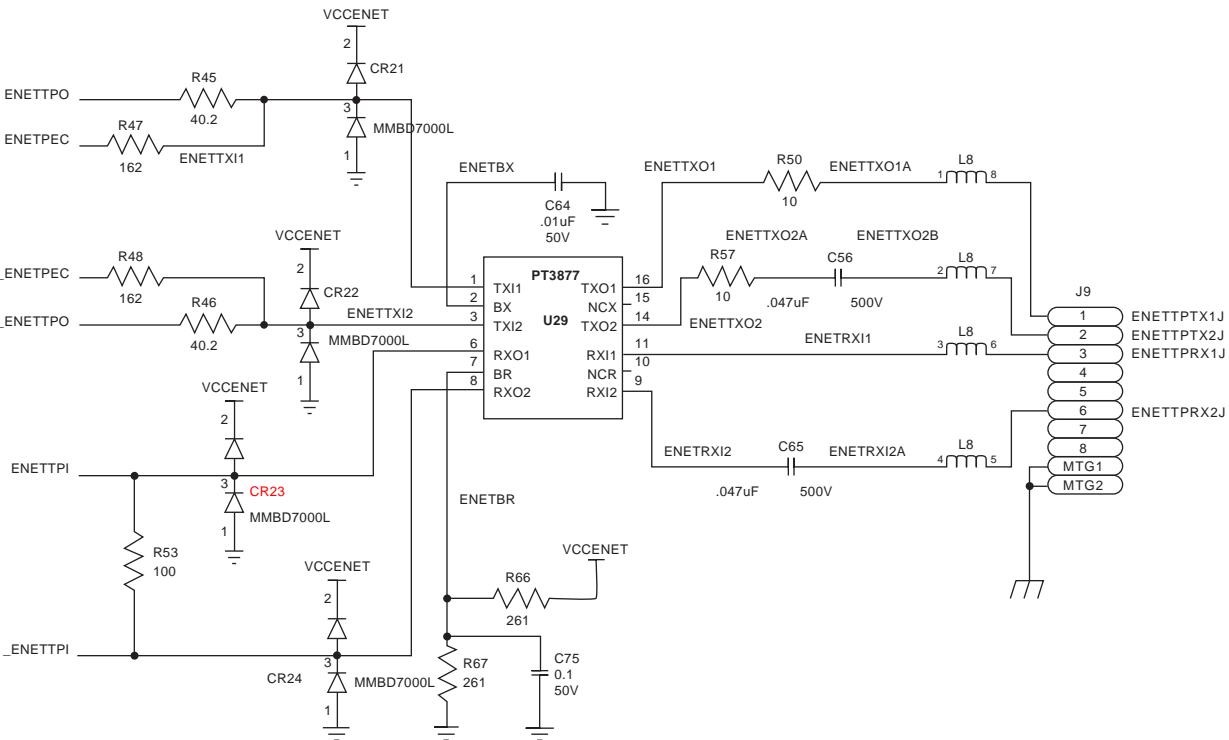 VCCENET
2
CR21
3
MMBD7000L
1
ENETTPO
R45
40.2
ENETPEC
R47
162
ENETTXI1
ENETBX
C64
.01uF
50V
ENETTXO1
R50
10
ENETTXO1A
L8
1
8
VCCENET
2
CR22
3
MMBD7000L
1
_ENETPEC
R48
162
_ENETTPO
R46
40.2
ENETTXI2
PT3877
U29
1
TXI1
2
BX
3
TXI2
6
RXO1
7
BR
8
RXO2
TXO1
16
NCX
15
TXO2
14
RXI1
11
NCR
10
RXI2
9
ENETTXO2A
ENETTXO2B
R57
10
C56
.047uF
500V
L8
2
7
ENETTXO2
ENETRXI1
L8
3
6
J9
1
ENETTPTX1J
2
ENETTPTX2J
3
ENETTPRX1J
4
5
6
ENETTPRX2J
7
8
MTG1
MTG2
VCCENET
2
3
CR23
MMBD7000L
1
ENETTPI
R53
100
ENETRXI2
C65
ENETRXI2A
.047uF
500V
L8
4
5
ENETBR
VCCENET
2
3
CR24
MMBD7000L
1
_ENETTPI
VCCENET
R66
261
R67
261
C75
0.1
50V